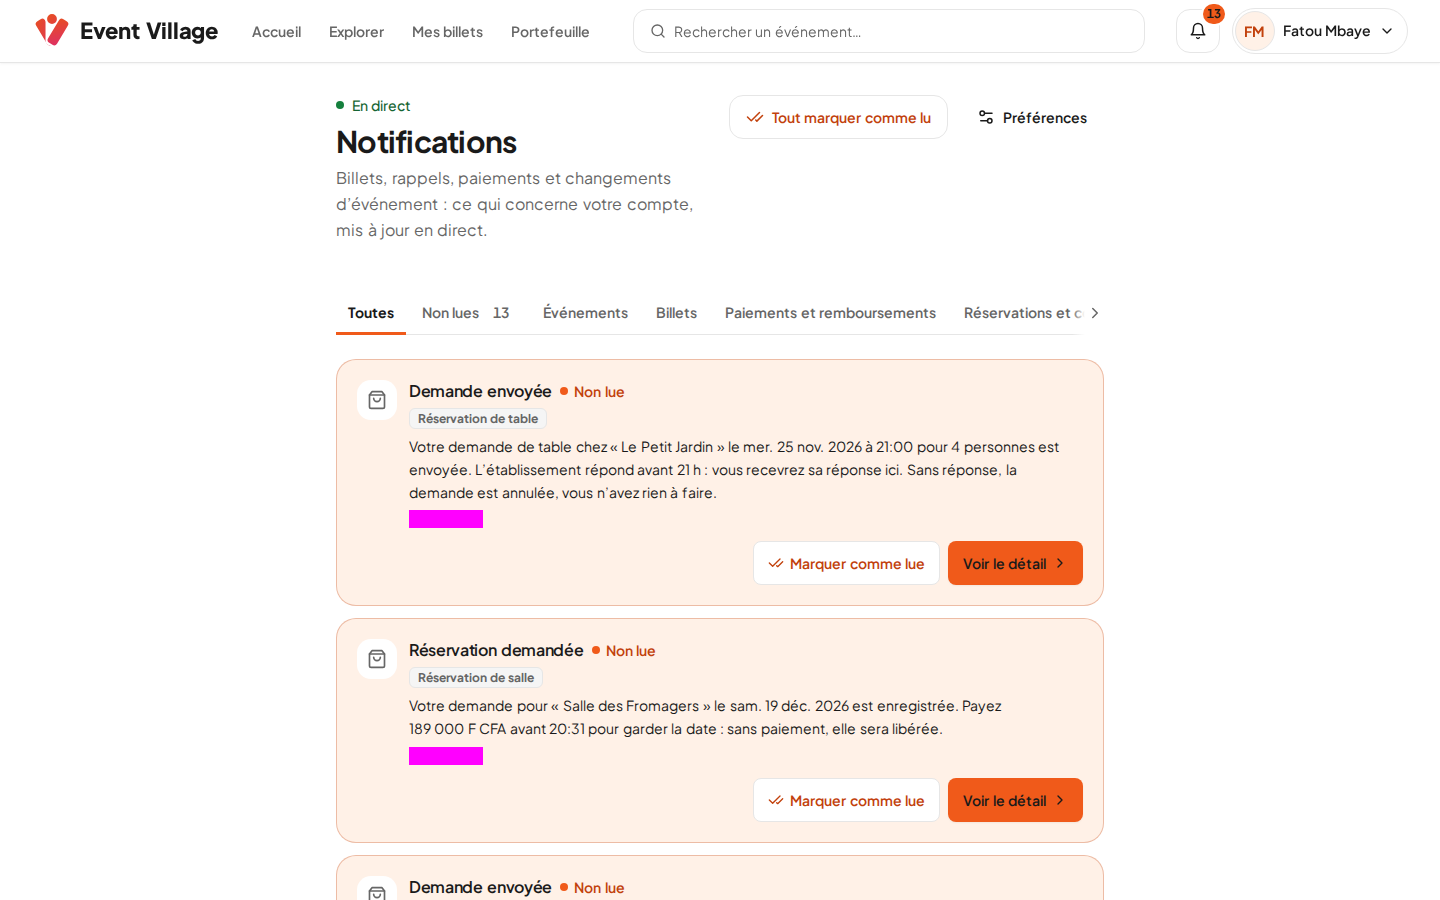 Event Village
Accueil
Explorer
Mes billets
Portefeuille
Rechercher un événement…
13
FM
Fatou Mbaye
En direct
Notifications
Billets, rappels, paiements et changements
d’événement : ce qui concerne votre compte,
mis à jour en direct.
Tout marquer comme lu
Préférences
Toutes
Non lues 13
Événements
Billets
Paiements et remboursements
Réservations et
Demande envoyée
Non lue
Réservation de table
Votre demande de table chez « Le Petit Jardin » le mer. 25 nov. 2026 à 21:00 pour 4 personnes est
envoyée. L’établissement répond avant 21 h : vous recevrez sa réponse ici. Sans réponse, la
demande est annulée, vous n’avez rien à faire.
Marquer comme lue
Voir le détail
Réservation demandée
Non lue
Réservation de salle
Votre demande pour « Salle des Fromagers » le sam. 19 déc. 2026 est enregistrée. Payez
189 000 F CFA avant 20:31 pour garder la date : sans paiement, elle sera libérée.
Marquer comme lue
Voir le détail
Demande envoyée
Non lue